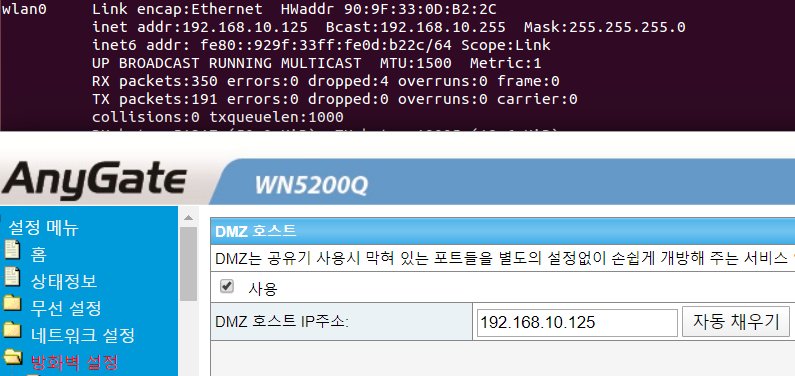 wlan0 Link encap:Ethernet HWaddr 90:9F:33:0D:B2:2C
inet addr:192.168.10.125 Bcast:192.168.10.255 Mask:255.255.255.0
inet6 addr: fe80::929f:33ff:fe0d:b22c/64 Scope:Link
UP BROADCAST RUNNING MULTICAST MTU:1500 Metric:1
RX packets:350 errors:0 dropped:4 overruns:0 frame:0
TX packets:191 errors:0 dropped:0 overruns:0 carrier:0
collisions:0 txqueuelen:1000
AnyGate WN5200Q
설정 메뉴
홈
상태정보
무선 설정
네트워크 설정
방화벽 설정
DMZ 호스트
DMZ는 공유기 사용시 막혀 있는 포트들을 별도의 설정없이 손쉽게 개방해 주는 서비스
사용
DMZ 호스트 IP주소: 192.168.10.125 자동 채우기